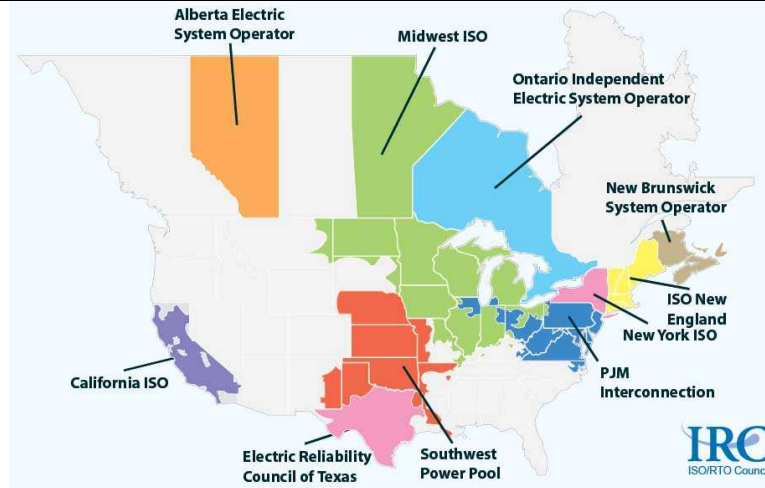 Alberta Electric
System Operator
Midwest ISO
Ontario Independent
Electric System Operator
New Brunswick
System Operator
ISO New
England
New York ISO
PJM
Interconnection
California ISO
Electric Reliability
Council of Texas
Southwest
Power Pool
IRC
ISO/RTO Counc